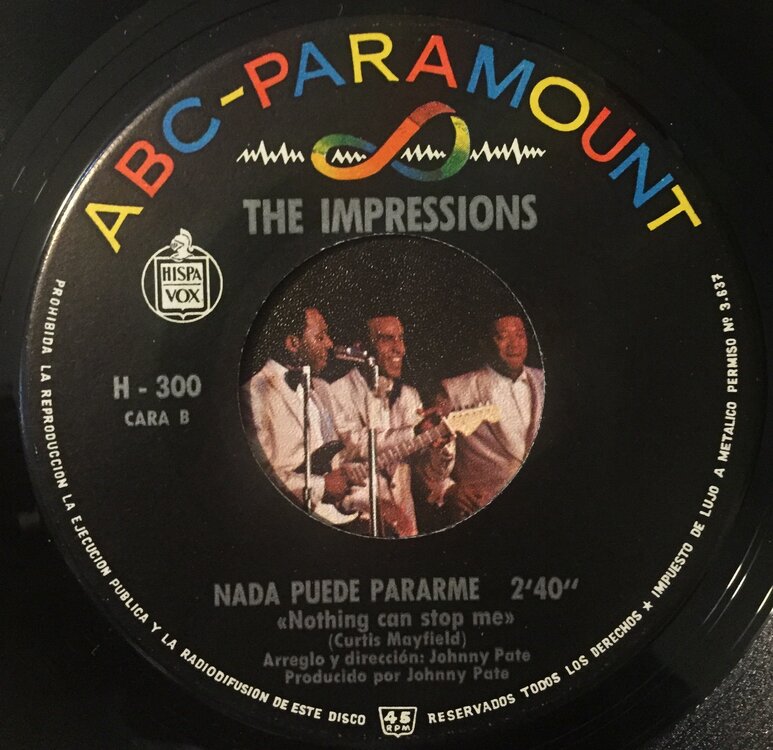 ABC-PARAMOUNT
THE IMPRESSIONS
HISPA
VOX
H - 300
CARA B
NADA PUEDE PARARME 2'40"
«Nothing can stop me»
(Curtis Mayfield)
Arreglo y dirección: Johnny Pate
Producido por Johnny Pate
PROHIBIDA LA REPRODUCCION LA EJECUCION PUBLICA Y LA RADIODIFUSION DE ESTE DISCO
45
RPM
RESERVADOS TODOS LOS DERECHOS ★ IMPUESTO DE LUJO A METALICO PERMISO Nº 3.637